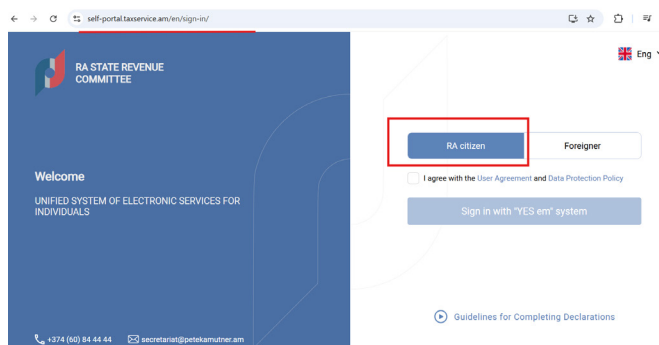 self-portal.taxservice.am/en/sign-in/
RA STATE REVENUE
COMMITTEE
Eng
RA citizen
Foreigner
Welcome
I agree with the User Agreement and Data Protection Policy
UNIFIED SYSTEM OF ELECTRONIC SERVICES FOR
INDIVIDUALS
Sign in with "YES em" system
Guidelines for Completing Declarations
+374 (60) 84 44 44
secretariat@petekamutner.am